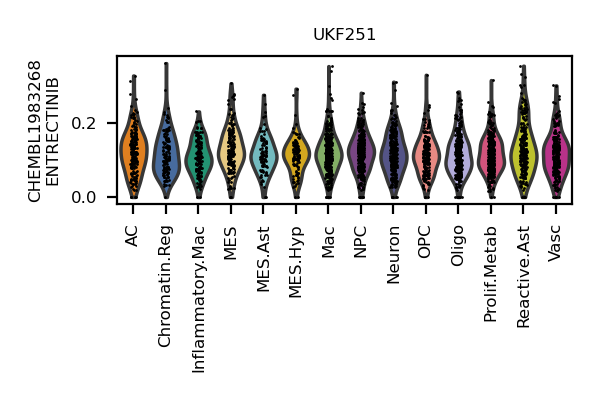 UKF251
CHEMBL1983268
ENTRECTINIB
0.2
0.0
AC
Chromatin.Reg
Inflammatory.Mac
MES
MES.Ast
MES.Hyp
Mac
NPC
Neuron
OPC
Oligo
Prolif.Metab
Reactive.Ast
Vasc